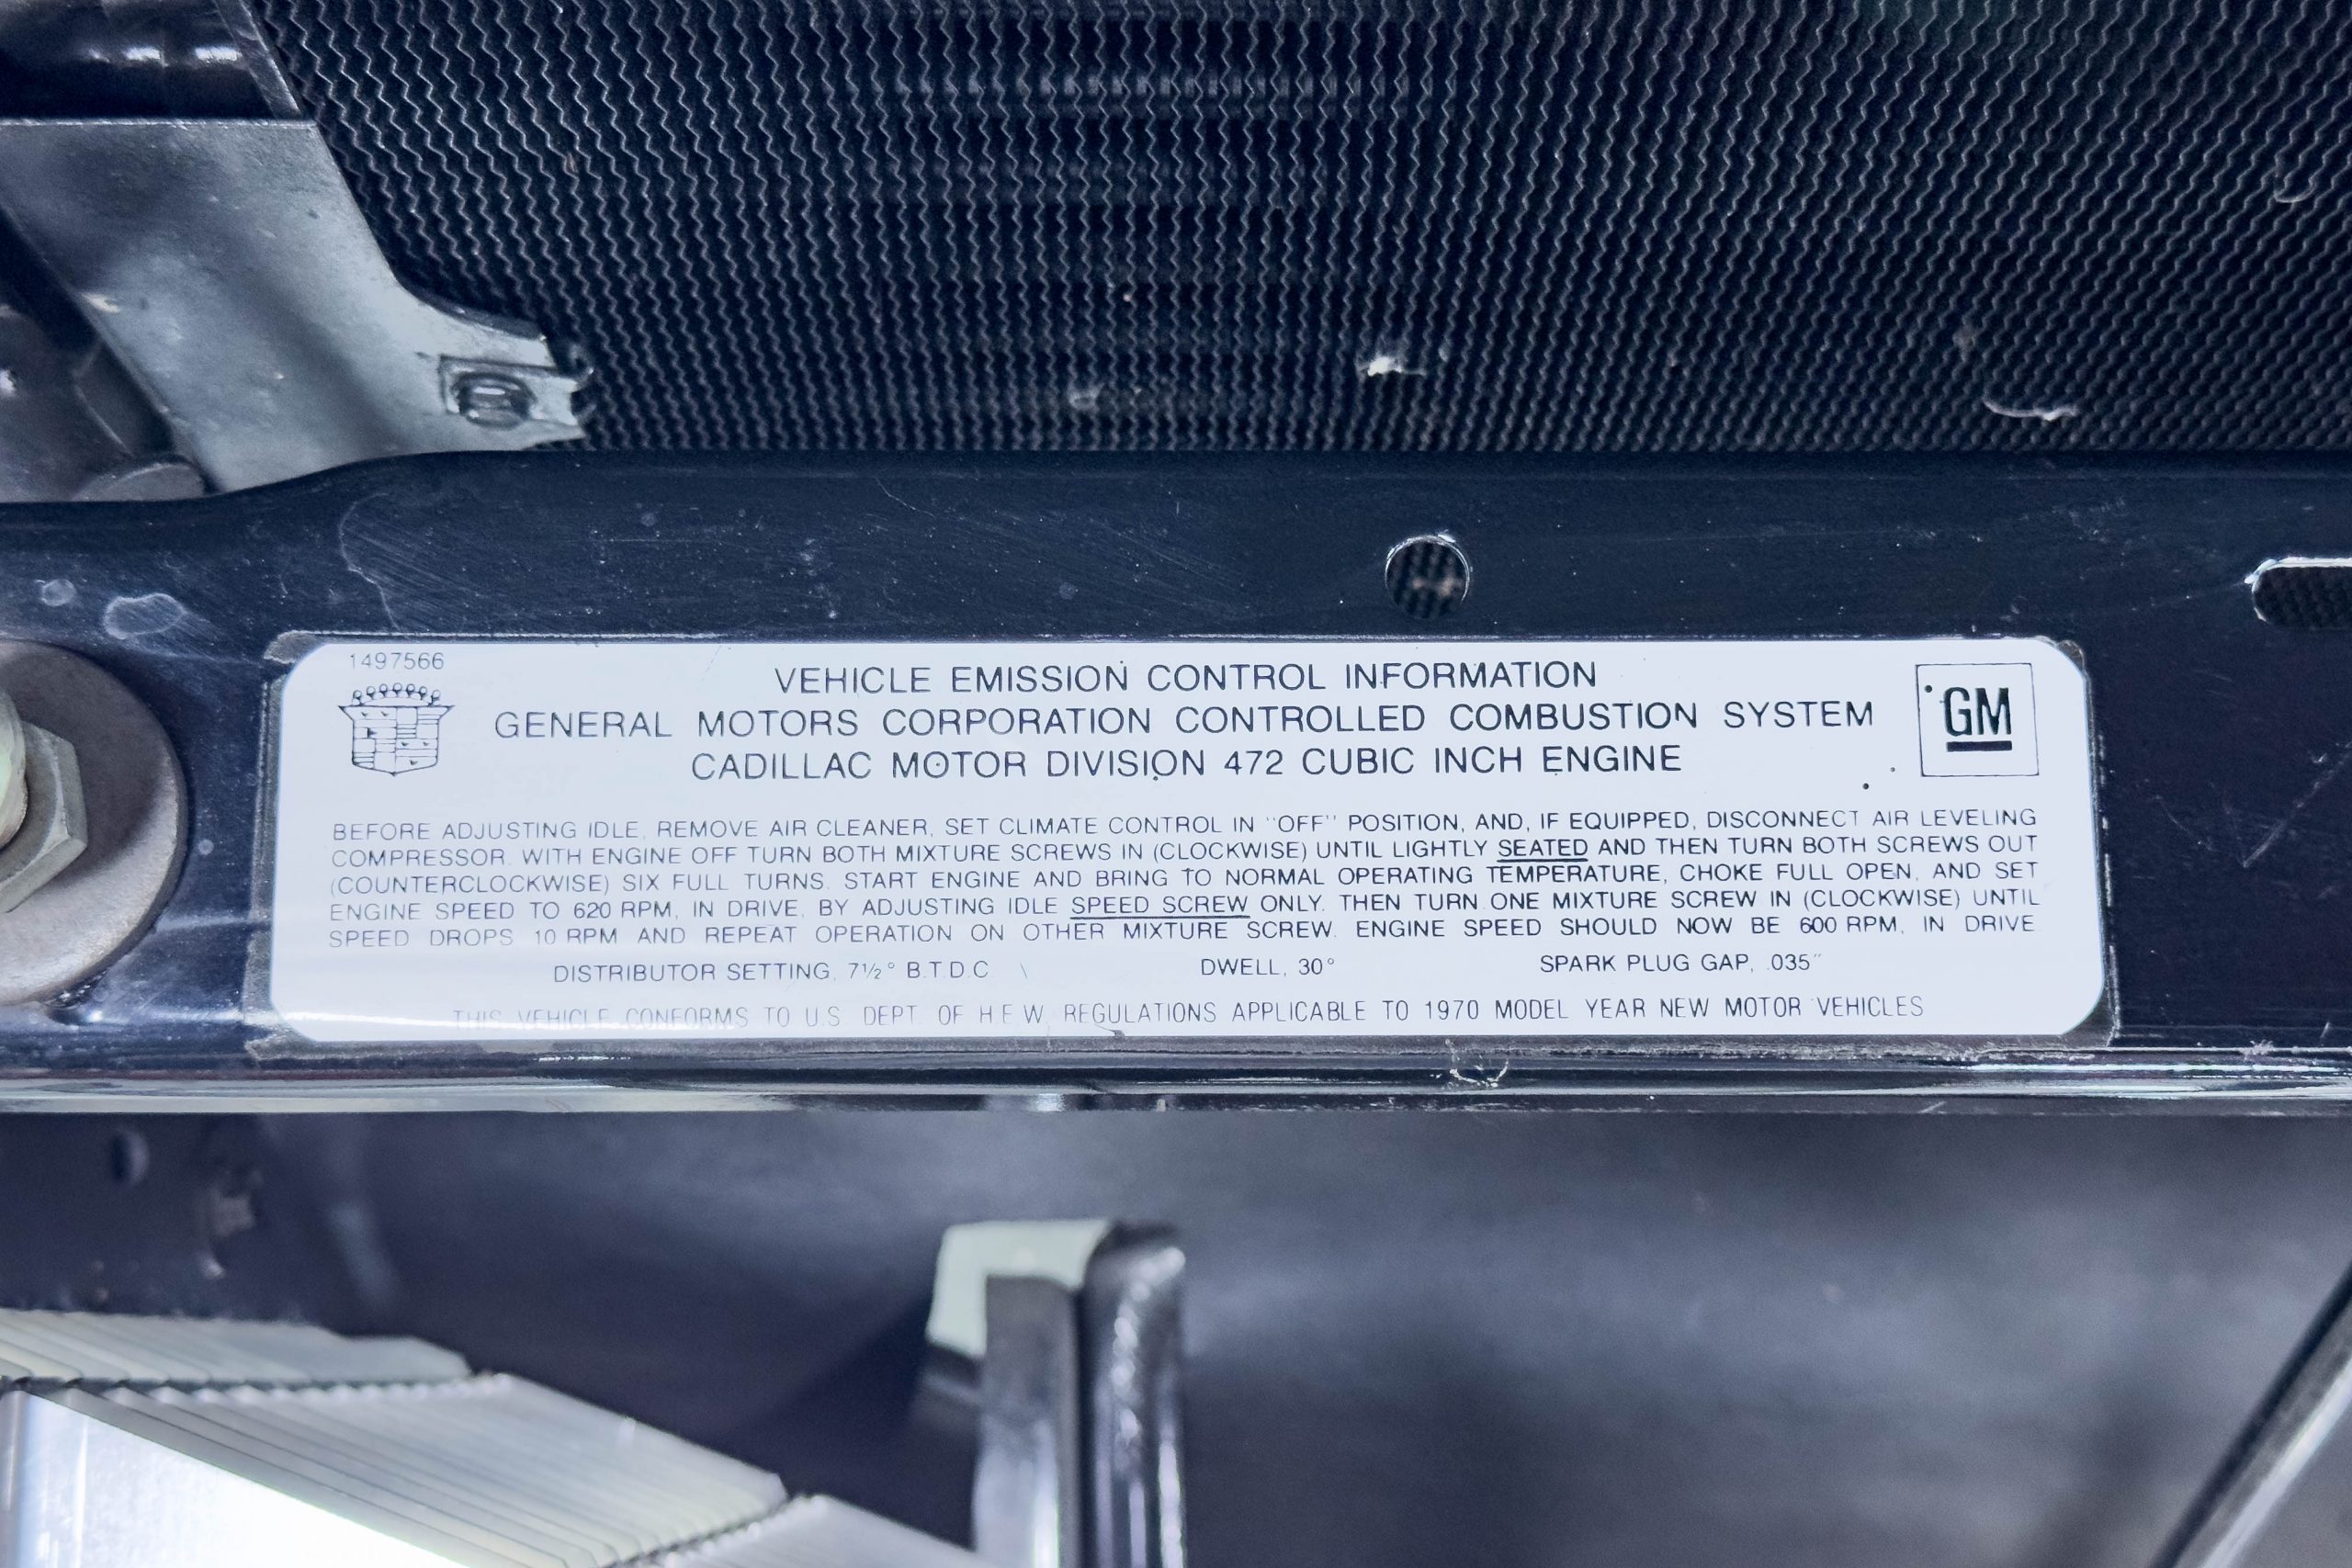 1497566
VEHICLE EMISSION CONTROL INFORMATION
GENERAL MOTORS CORPORATION CONTROLLED COMBUSTION SYSTEM
CADILLAC MOTOR DIVISION 472 CUBIC INCH ENGINE
GM
BEFORE ADJUSTING IDLE, REMOVE AIR CLEANER, SET CLIMATE CONTROL IN "OFF" POSITION, AND, IF EQUIPPED, DISCONNECT AIR LEVELING
COMPRESSOR. WITH ENGINE OFF TURN BOTH MIXTURE SCREWS IN (CLOCKWISE) UNTIL LIGHTLY SEATED AND THEN TURN BOTH SCREWS OUT
(COUNTERCLOCKWISE) SIX FULL TURNS. START ENGINE AND BRING TO NORMAL OPERATING TEMPERATURE, CHOKE FULL OPEN, AND SET
ENGINE SPEED TO 620 RPM, IN DRIVE, BY ADJUSTING IDLE SPEED SCREW ONLY. THEN TURN ONE MIXTURE SCREW IN (CLOCKWISE) UNTIL
SPEED DROPS 10 RPM AND REPEAT OPERATION ON OTHER MIXTURE SCREW. ENGINE SPEED SHOULD NOW BE 600 RPM, IN DRIVE
DISTRIBUTOR SETTING, 7½° B.T.D.C DWELL, 30° SPARK PLUG GAP, .035"
THIS VEHICLE CONFORMS TO U.S. DEPT. OF H.E.W. REGULATIONS APPLICABLE TO 1970 MODEL YEAR NEW MOTOR VEHICLES